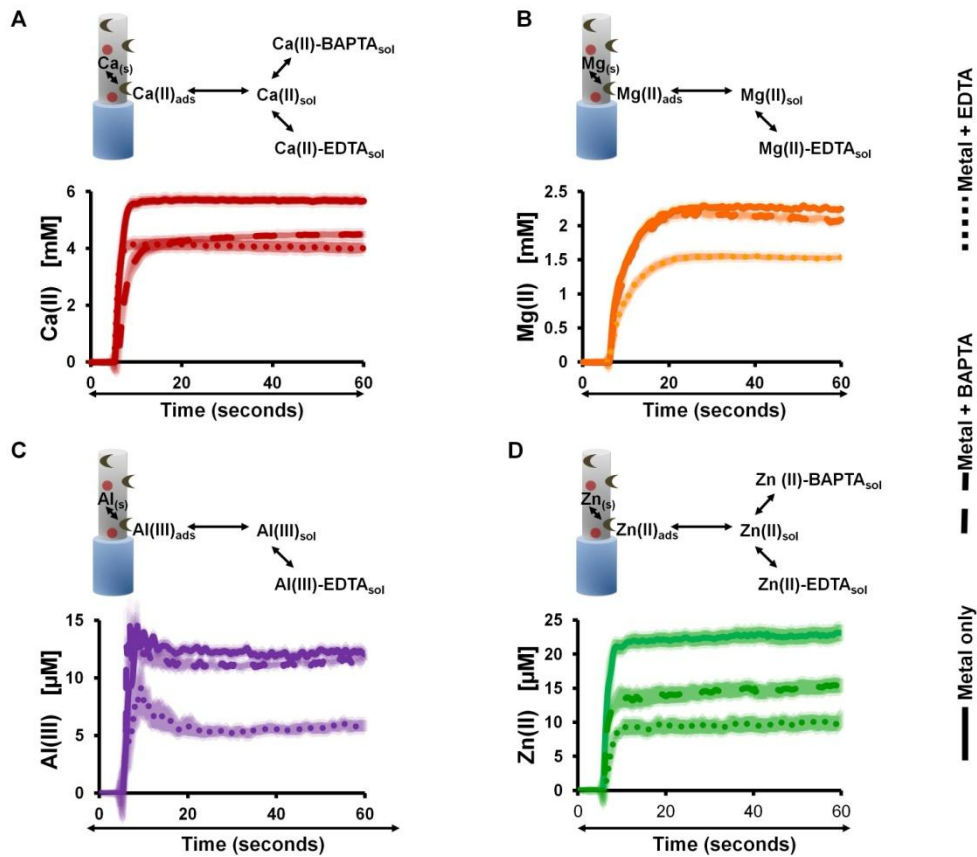 A
Ca(s)
Ca(II)ads
Ca(II)sol
Ca(II)-BAPTAsol
Ca(II)-EDTAsol
Ca(II) [mM]
6
4
2
0
0 20 40 60
Time (seconds)
B
Mg(s)
Mg(II)ads
Mg(II)sol
Mg(II)-EDTAsol
Mg(II) [mM]
2.5
2
1.5
1
0.5
0
0 20 40 60
Time (seconds)
C
Al(s)
Al(III)ads
Al(III)sol
Al(III)-EDTAsol
Al(III) [µM]
15
10
5
0
0 20 40 60
Time (seconds)
D
Zn(s)
Zn(II)ads
Zn(II)sol
Zn (II)-BAPTAsol
Zn(II)-EDTAsol
Zn(II) [µM]
25
20
15
10
5
0
0 20 40 60
Time (seconds)
Metal only
Metal + BAPTA
Metal + EDTA